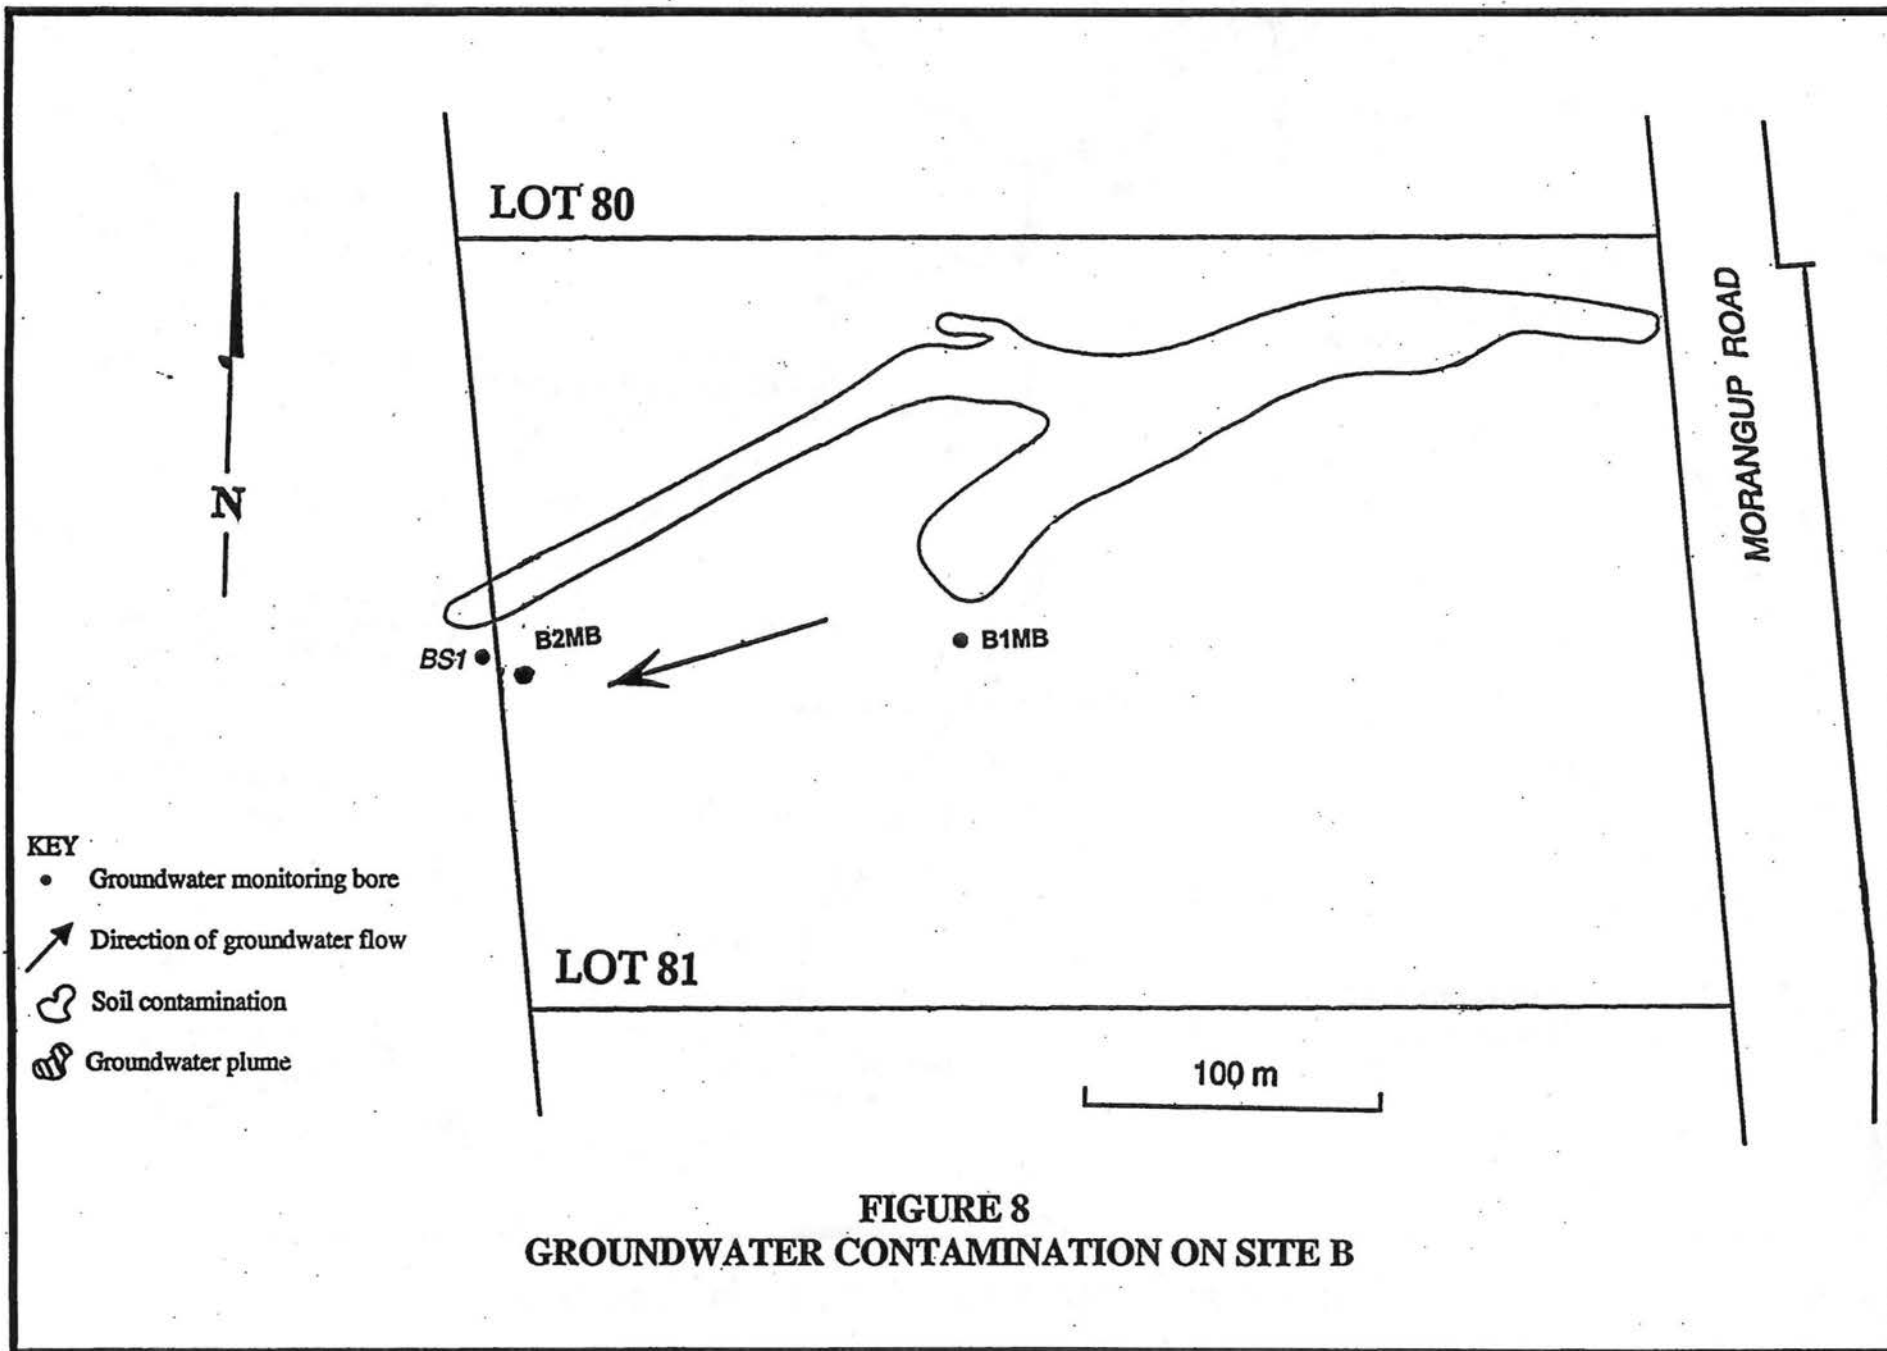 LOT 80
MORANGUP ROAD
N
BS1
B2MB
B1MB
KEY
Groundwater monitoring bore
Direction of groundwater flow
Soil contamination
Groundwater plume
LOT 81
100 m
FIGURE 8
GROUNDWATER CONTAMINATION ON SITE B